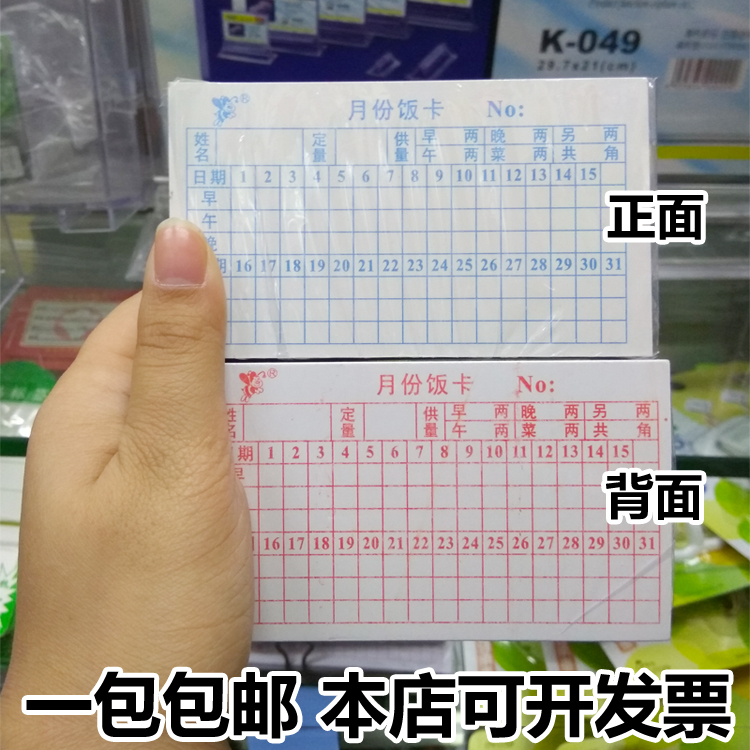 K-049
29.7x21(cm)
® 月份饭卡 No:
姓名 定量 供量 早 两 晚 两 另 两
午 两 菜 两 共 角
日期 1 2 3 4 5 6 7 8 9 10 11 12 13 14 15
早
午
晚
期 16 17 18 19 20 21 22 23 24 25 26 27 28 29 30 31
正面
® 月份饭卡 No:
姓名 定量 供量 早 两 晚 两 另 两
午 两 菜 两 共 角
期 1 2 3 4 5 6 7 8 9 10 11 12 13 14 15
早
16 17 18 19 20 21 22 23 24 25 26 27 28 29 30 31
背面
一包包邮 本店可开发票